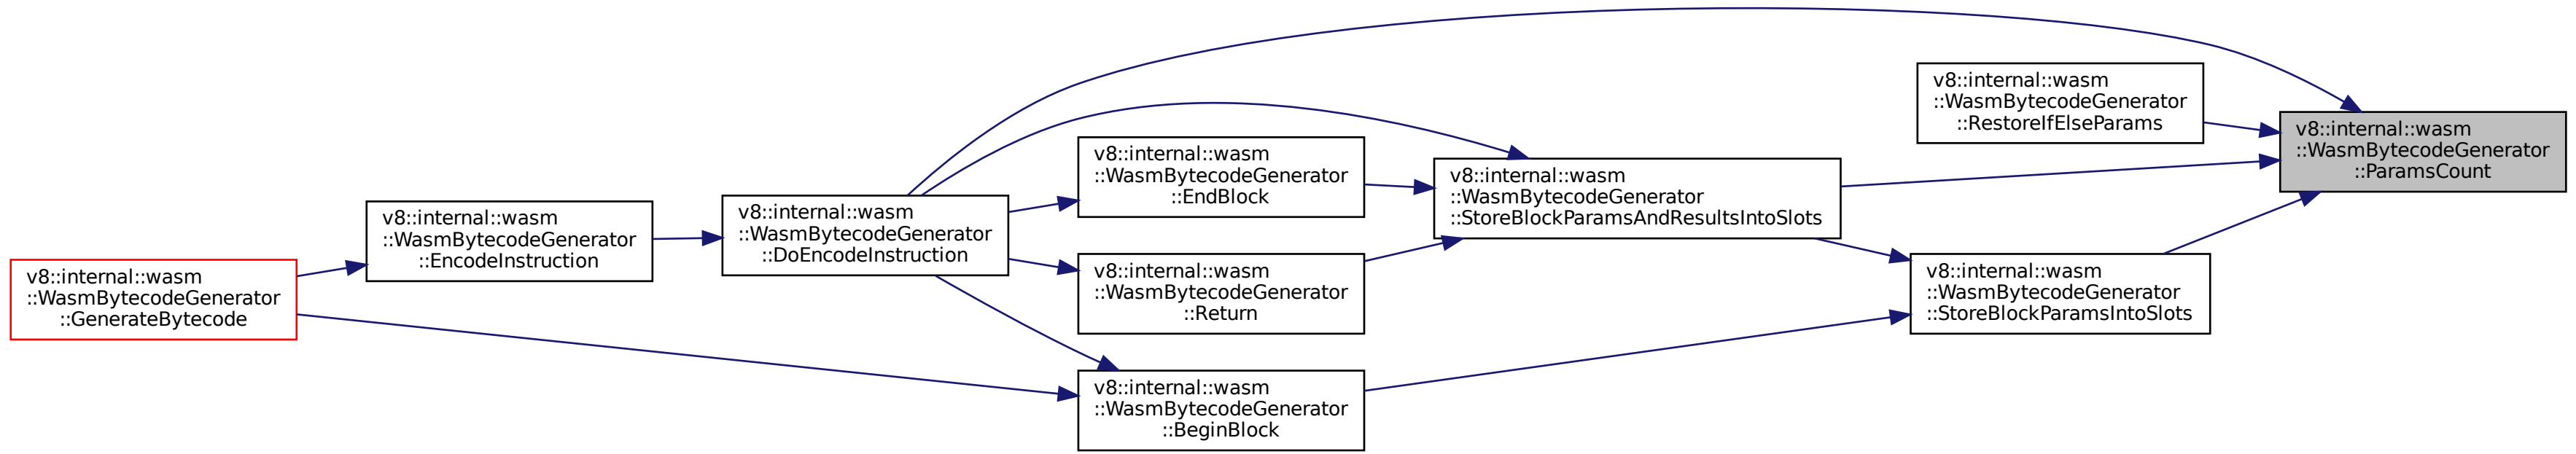 v8::internal::wasm
::WasmBytecodeGenerator
::GenerateBytecode
v8::internal::wasm
::WasmBytecodeGenerator
::EncodeInstruction
v8::internal::wasm
::WasmBytecodeGenerator
::DoEncodeInstruction
v8::internal::wasm
::WasmBytecodeGenerator
::EndBlock
v8::internal::wasm
::WasmBytecodeGenerator
::Return
v8::internal::wasm
::WasmBytecodeGenerator
::BeginBlock
v8::internal::wasm
::WasmBytecodeGenerator
::StoreBlockParamsAndResultsIntoSlots
v8::internal::wasm
::WasmBytecodeGenerator
::RestoreIfElseParams
v8::internal::wasm
::WasmBytecodeGenerator
::StoreBlockParamsIntoSlots
v8::internal::wasm
::WasmBytecodeGenerator
::ParamsCount